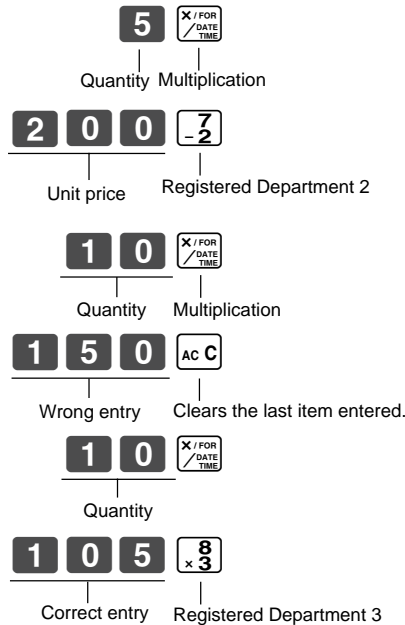 5 X / FOR / DATE TIME
Quantity Multiplication
2 0 0 7 - 2
Unit price Registered Department 2
1 0 X / FOR / DATE TIME
Quantity Multiplication
1 5 0 AC C
Wrong entry Clears the last item entered.
1 0 X / FOR / DATE TIME
Quantity
1 0 5 8 × 3
Correct entry Registered Department 3